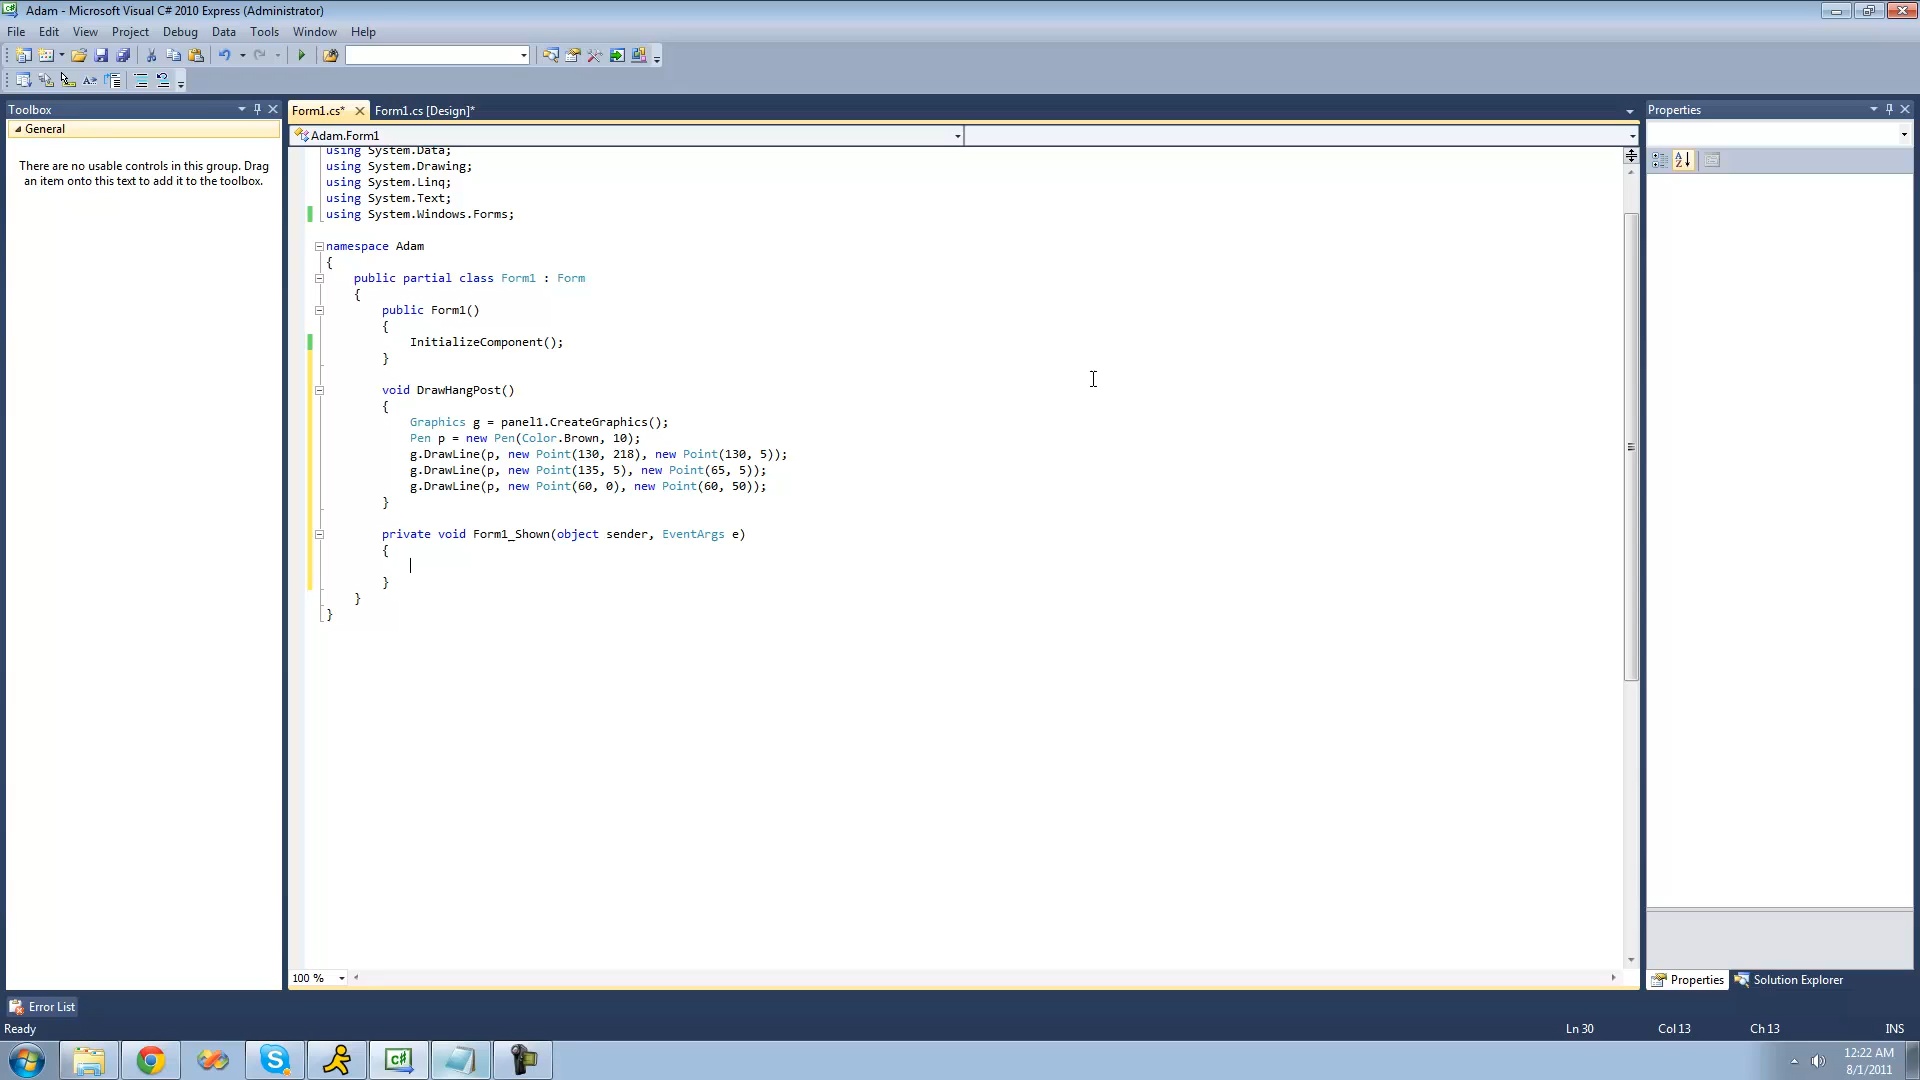 Adam - Microsoft Visual C# 2010 Express (Administrator)
File Edit View Project Debug Data Tools Window Help
Toolbox
General
There are no usable controls in this group. Drag
an item onto this text to add it to the toolbox.
Form1.cs* Form1.cs [Design]*
Adam.Form1
using System.Data;
using System.Drawing;
using System.Linq;
using System.Text;
using System.Windows.Forms;
namespace Adam
{
public partial class Form1 : Form
{
public Form1()
{
InitializeComponent();
}
void DrawHangPost()
{
Graphics g = panel1.CreateGraphics();
Pen p = new Pen(Color.Brown, 10);
g.DrawLine(p, new Point(130, 218), new Point(130, 5));
g.DrawLine(p, new Point(135, 5), new Point(65, 5));
g.DrawLine(p, new Point(60, 0), new Point(60, 50));
}
private void Form1_Shown(object sender, EventArgs e)
{
}
}
}
100 %
Properties
Properties Solution Explorer
Error List
Ready
Ln 30 Col 13 Ch 13 INS
12:22 AM
8/1/2011